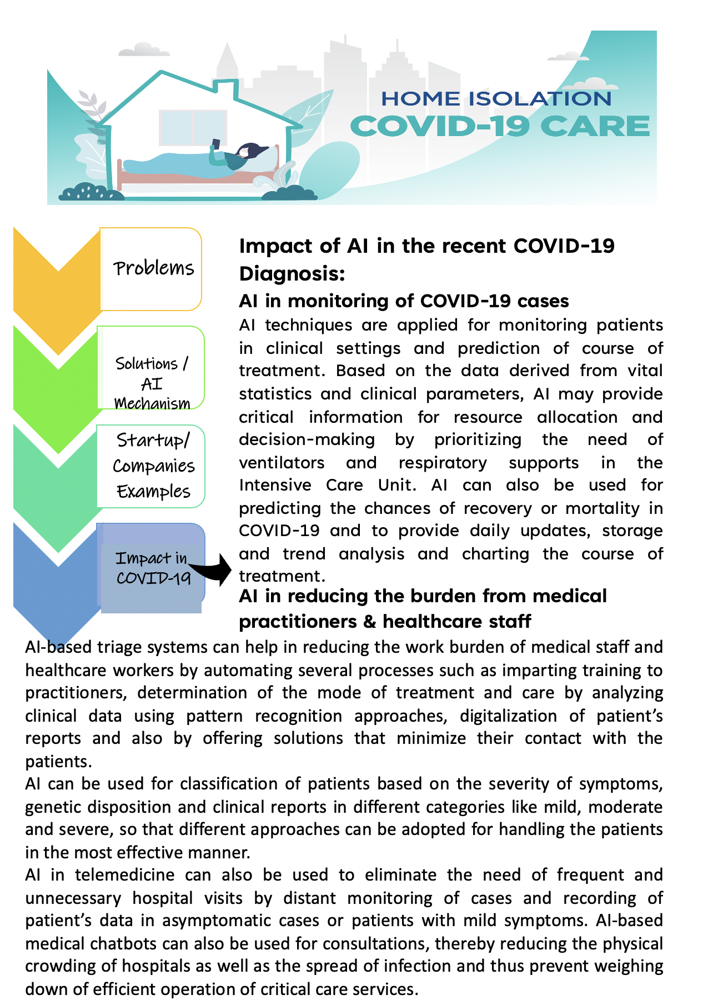 HOME ISOLATION
COVID-19 CARE
Problems
Solutions /
AI
Mechanism
Startup/
Companies
Examples
Impact in
COVID-19
Impact of AI in the recent COVID-19
Diagnosis:
AI in monitoring of COVID-19 cases
AI techniques are applied for monitoring patients
in clinical settings and prediction of course of
treatment. Based on the data derived from vital
statistics and clinical parameters, AI may provide
critical information for resource allocation and
decision-making by prioritizing the need of
ventilators and respiratory supports in the
Intensive Care Unit. AI can also be used for
predicting the chances of recovery or mortality in
COVID-19 and to provide daily updates, storage
and trend analysis and charting the course of
treatment.
AI in reducing the burden from medical
practitioners & healthcare staff
AI-based triage systems can help in reducing the work burden of medical staff and
healthcare workers by automating several processes such as imparting training to
practitioners, determination of the mode of treatment and care by analyzing
clinical data using pattern recognition approaches, digitalization of patient’s
reports and also by offering solutions that minimize their contact with the
patients.
AI can be used for classification of patients based on the severity of symptoms,
genetic disposition and clinical reports in different categories like mild, moderate
and severe, so that different approaches can be adopted for handling the patients
in the most effective manner.
AI in telemedicine can also be used to eliminate the need of frequent and
unnecessary hospital visits by distant monitoring of cases and recording of
patient’s data in asymptomatic cases or patients with mild symptoms. AI-based
medical chatbots can also be used for consultations, thereby reducing the physical
crowding of hospitals as well as the spread of infection and thus prevent weighing
down of efficient operation of critical care services.